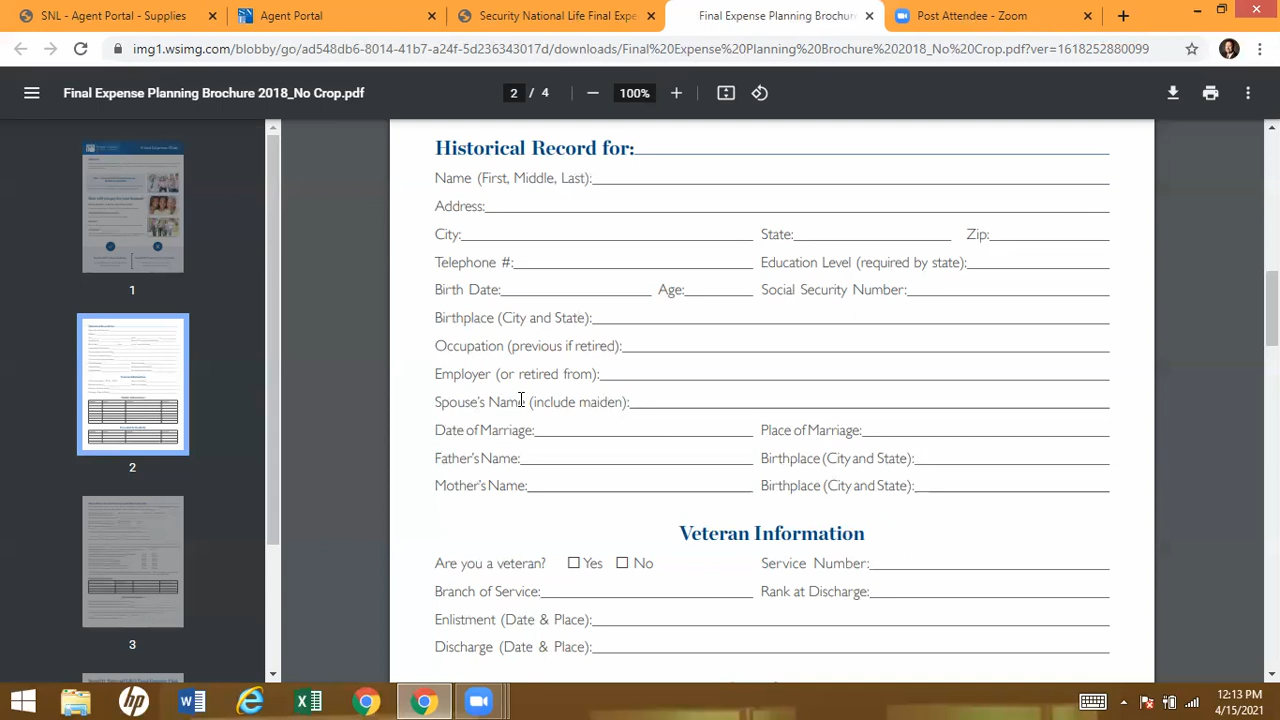 SNL - Agent Portal - Supplies
Agent Portal
Security National Life Final Expe
Final Expense Planning Brochur
Post Attendee - Zoom
img1.wsimg.com/blobby/go/ad548db6-8014-41b7-a24f-5d236343017d/downloads/Final%20Expense%20Planning%20Brochure%202018_No%20Crop.pdf?ver=1618252880099
Final Expense Planning Brochure 2018_No Crop.pdf
2 / 4
100%
1
2
3
Historical Record for:
Name (First, Middle, Last):
Address:
City: State: Zip:
Telephone #: Education Level (required by state):
Birth Date: Age: Social Security Number:
Birthplace (City and State):
Occupation (previous if retired):
Employer (or retired from):
Spouse's Name (include maiden):
Date of Marriage: Place of Marriage:
Father's Name: Birthplace (City and State):
Mother's Name: Birthplace (City and State):
Veteran Information
Are you a veteran? Yes No Service Number:
Branch of Service: Rank at Discharge:
Enlistment (Date & Place):
Discharge (Date & Place):
12:13 PM
4/15/2021